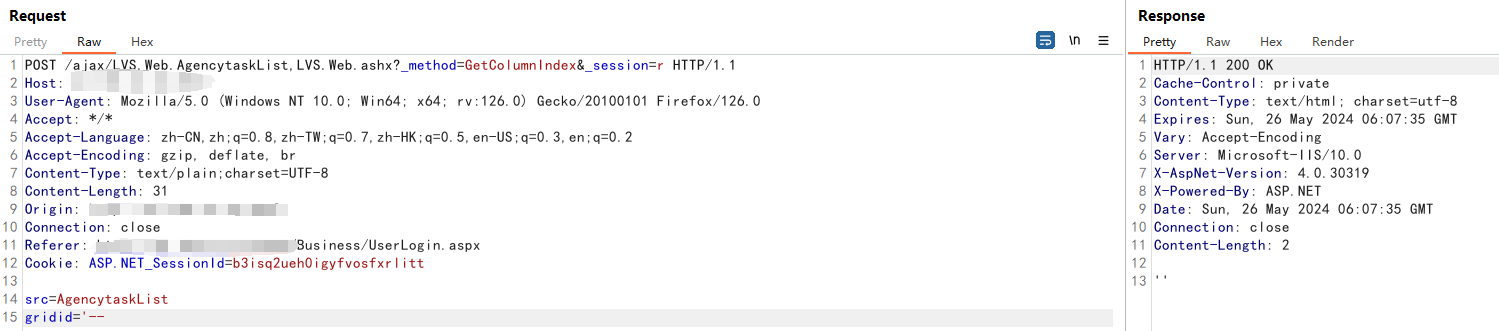 Request
Pretty Raw Hex
\n
1 POST /ajax/LVS.Web.AgencytaskList,LVS.Web.ashx?_method=GetColumnIndex&_session=r HTTP/1.1
2 Host:
3 User-Agent: Mozilla/5.0 (Windows NT 10.0; Win64; x64; rv:126.0) Gecko/20100101 Firefox/126.0
4 Accept: */*
5 Accept-Language: zh-CN,zh;q=0.8,zh-TW;q=0.7,zh-HK;q=0.5,en-US;q=0.3,en;q=0.2
6 Accept-Encoding: gzip, deflate, br
7 Content-Type: text/plain;charset=UTF-8
8 Content-Length: 31
9 Origin:
10 Connection: close
11 Referer: /Business/UserLogin.aspx
12 Cookie: ASP.NET_SessionId=b3isq2ueh0igyfvosfxrlitt
13
14 src=AgencytaskList
15 gridid='--
Response
Pretty Raw Hex Render
1 HTTP/1.1 200 OK
2 Cache-Control: private
3 Content-Type: text/html; charset=utf-8
4 Expires: Sun, 26 May 2024 06:07:35 GMT
5 Vary: Accept-Encoding
6 Server: Microsoft-IIS/10.0
7 X-AspNet-Version: 4.0.30319
8 X-Powered-By: ASP.NET
9 Date: Sun, 26 May 2024 06:07:35 GMT
10 Connection: close
11 Content-Length: 2
12
13 ''